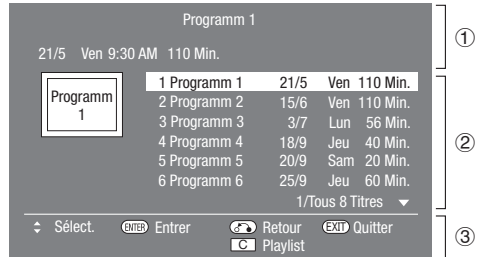 Programm 1
21/5 Ven 9:30 AM 110 Min.
①
Programm
1
1 Programm 1 21/5 Ven 110 Min.
2 Programm 2 15/6 Ven 110 Min.
3 Programm 3 3/7 Lun 56 Min.
4 Programm 4 18/9 Jeu 40 Min.
5 Programm 5 20/9 Sam 20 Min.
6 Programm 6 25/9 Jeu 60 Min.
1/Tous 8 Titres ▼
②
Sélect. ENTER Entrer Retour EXIT Quitter
C Playlist
③